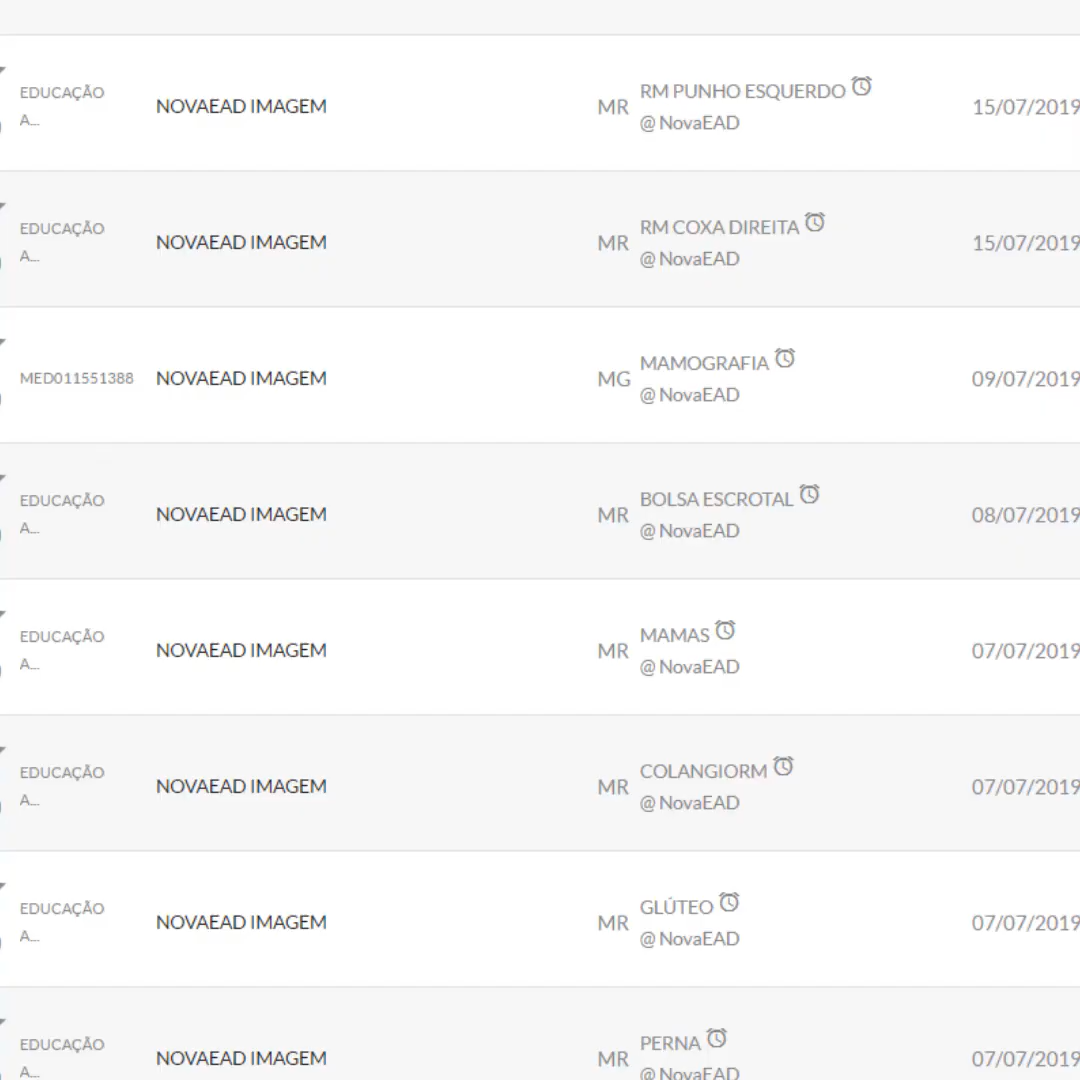 EDUCAÇÃO
A...
NOVAEAD IMAGEM
MR
RM PUNHO ESQUERDO
@ NovaEAD
15/07/2019
EDUCAÇÃO
A...
NOVAEAD IMAGEM
MR
RM COXA DIREITA
@ NovaEAD
15/07/2019
MED011551388
NOVAEAD IMAGEM
MG
MAMOGRAFIA
@ NovaEAD
09/07/2019
EDUCAÇÃO
A...
NOVAEAD IMAGEM
MR
BOLSA ESCROTAL
@ NovaEAD
08/07/2019
EDUCAÇÃO
A...
NOVAEAD IMAGEM
MR
MAMAS
@ NovaEAD
07/07/2019
EDUCAÇÃO
A...
NOVAEAD IMAGEM
MR
COLANGIORM
@ NovaEAD
07/07/2019
EDUCAÇÃO
A...
NOVAEAD IMAGEM
MR
GLÚTEO
@ NovaEAD
07/07/2019
EDUCAÇÃO
A...
NOVAEAD IMAGEM
MR
PERNA
@ NovaEAD
07/07/2019